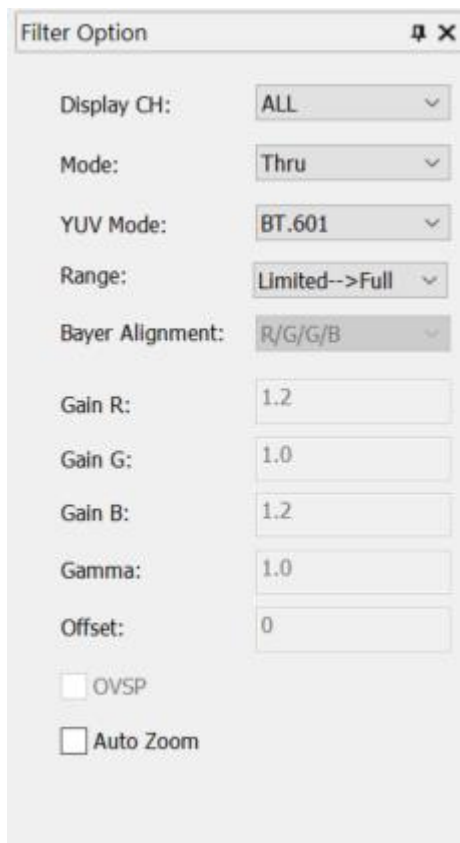 Filter Option
Display CH: ALL
Mode: Thru
YUV Mode: BT.601
Range: Limited-->Full
Bayer Alignment: R/G/G/B
Gain R: 1.2
Gain G: 1.0
Gain B: 1.2
Gamma: 1.0
Offset: 0
OVSP
Auto Zoom